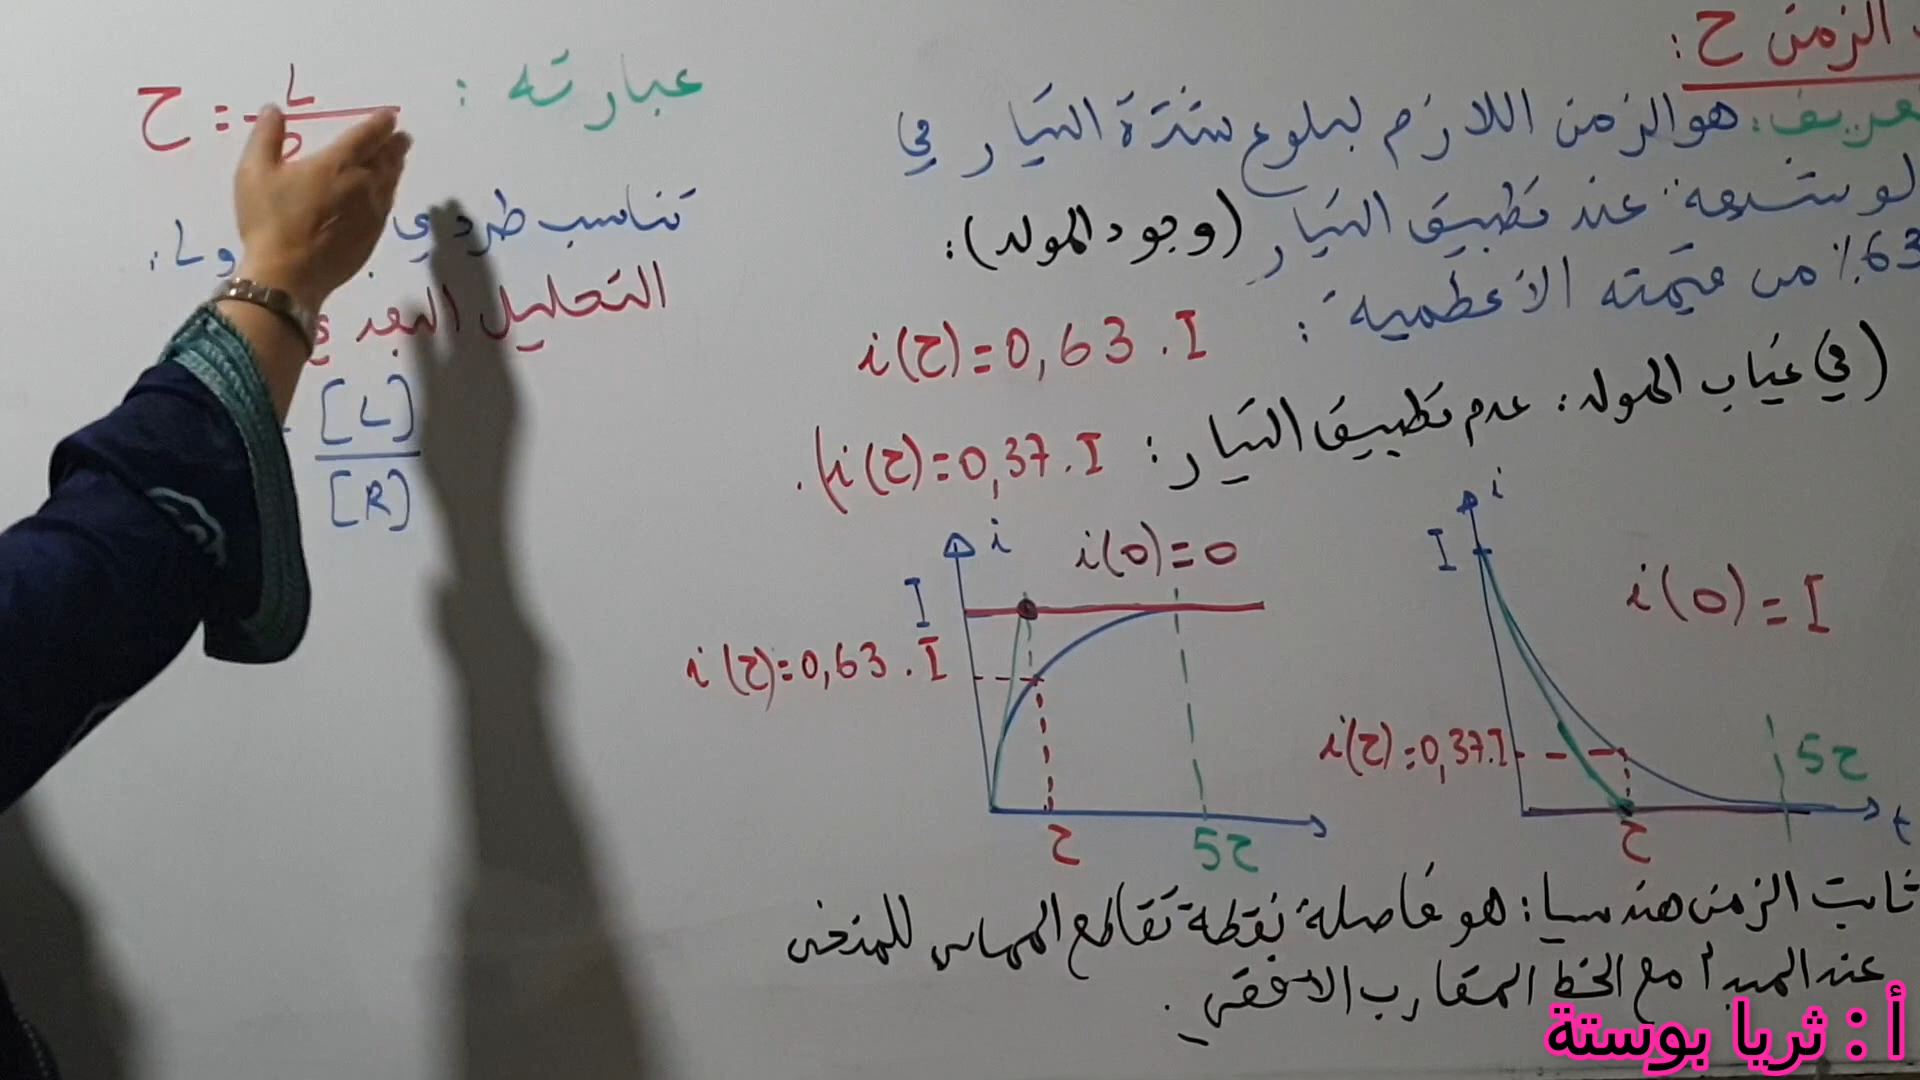 الزمن τ :
تعريف: هو الزمن اللازم لبلوغ شدة التيار في
الوشيعة عند تطبيق التيار (وجود المولد):
63٪ من قيمته الأعظمية :
i(τ)=0,63.I
(في غياب المولد: عدم تطبيق التيار: i(τ)=0,37.I).
i
i(0)=0
I
i(τ)=0,63.I
τ
5τ
i
I
i(0)=I
i(τ)=0,37.I
τ
5τ
t
ثابت الزمن هندسيا: هو فاصلة نقطة تقاطع المماس للمنحنى
عند المبدأ مع الخط المقارب الأفقي.
عبارته :
τ = L
تناسب طردي و L:
التحليل البعدي
[L]
[R]
أ : ثريا بوستة